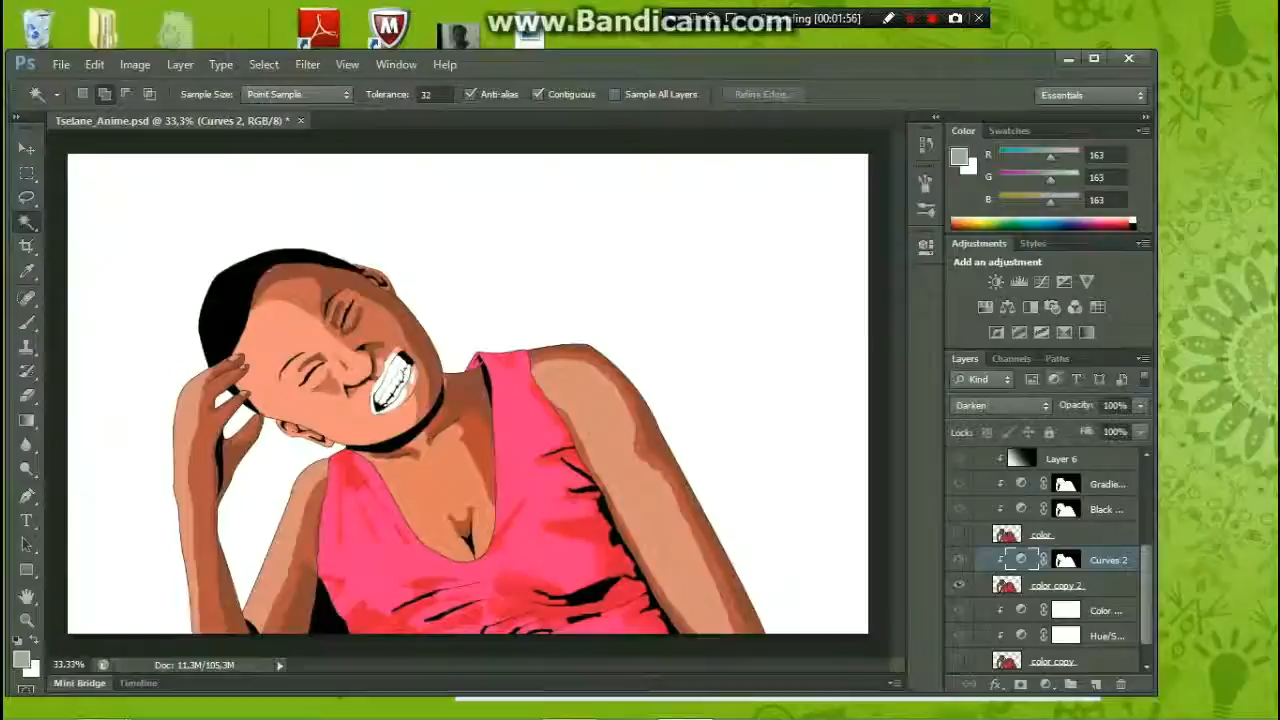 www.Bandicam.com
[00:01:56]
Ps File Edit Image Layer Type Select Filter View Window Help
Sample Size: Point Sample Tolerance: 32 Anti-alias Contiguous Sample All Layers Refine Edge... Essentials
Tselane_Anime.psd @ 33,3% (Curves 2, RGB/8) * ×
Color Swatches
R 163
G 163
B 163
Adjustments Styles
Add an adjustment
Layers Channels Paths
Kind
Darken Opacity: 100%
Lock: Fill: 100%
Layer 6
Gradie...
Black ...
color
Curves 2
color copy 2
Color ...
Hue/S...
color copy
33.33% Doc: 11,3M/105,3M
Mini Bridge Timeline